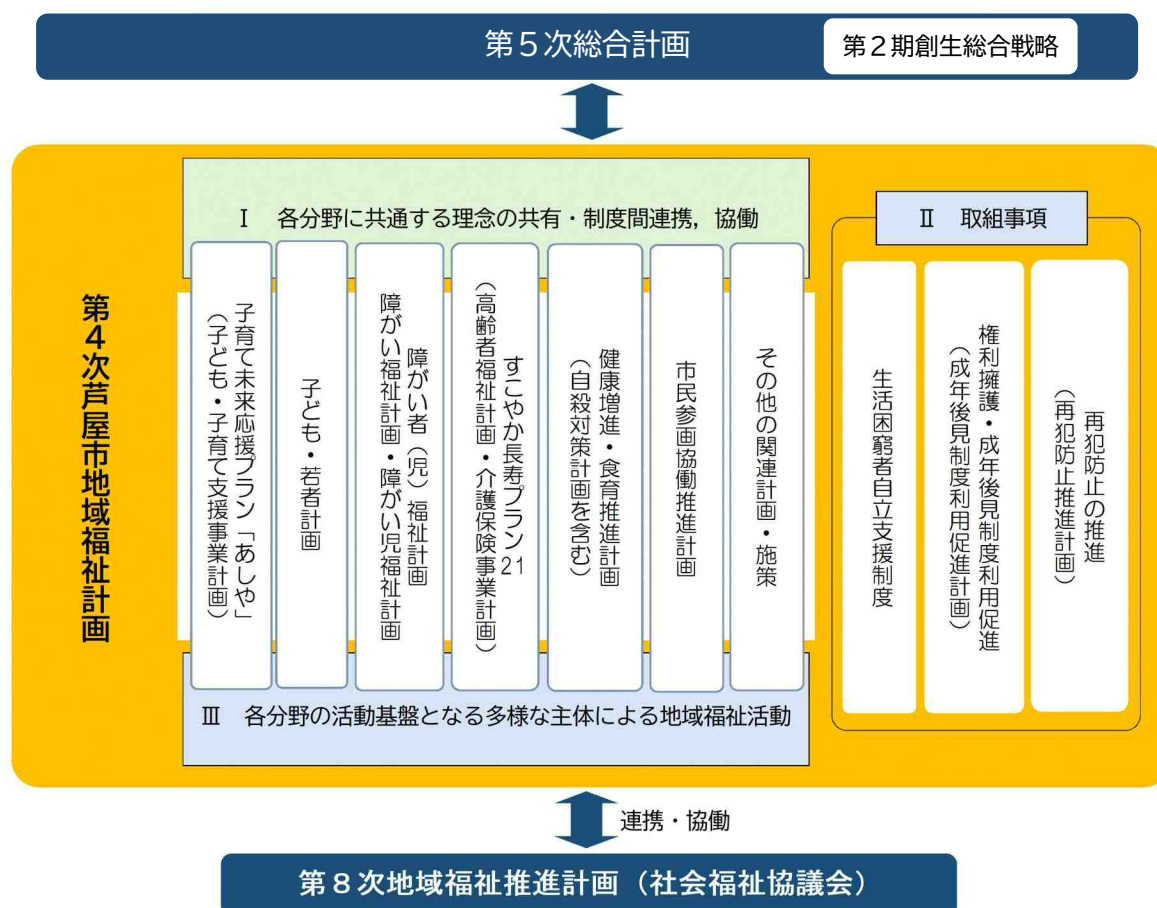 第５次総合計画
第２期創生総合戦略
第４次芦屋市地域福祉計画
Ⅰ　各分野に共通する理念の共有・制度間連携，協働
子育て未来応援プラン「あしや」
（子ども・子育て支援事業計画）
子ども・若者計画
障がい者（児）福祉計画
障がい福祉計画・障がい児福祉計画
すこやか長寿プラン21
（高齢者福祉計画・介護保険事業計画）
健康増進・食育推進計画
（自殺対策計画を含む）
市民参画協働推進計画
その他の関連計画・施策
Ⅲ　各分野の活動基盤となる多様な主体による地域福祉活動
Ⅱ　取組事項
生活困窮者自立支援制度
権利擁護・成年後見制度利用促進
（成年後見制度利用促進計画）
再犯防止の推進
（再犯防止推進計画）
連携・協働
第８次地域福祉推進計画（社会福祉協議会）